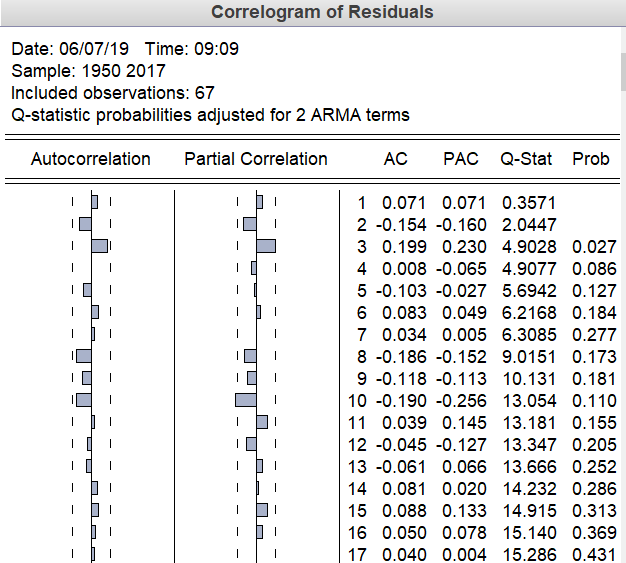 Correlogram of Residuals
Date: 06/07/19 Time: 09:09
Sample: 1950 2017
Included observations: 67
Q-statistic probabilities adjusted for 2 ARMA terms
Autocorrelation Partial Correlation AC PAC Q-Stat Prob
1 0.071 0.071 0.3571
2 -0.154 -0.160 2.0447
3 0.199 0.230 4.9028 0.027
4 0.008 -0.065 4.9077 0.086
5 -0.103 -0.027 5.6942 0.127
6 0.083 0.049 6.2168 0.184
7 0.034 0.005 6.3085 0.277
8 -0.186 -0.152 9.0151 0.173
9 -0.118 -0.113 10.131 0.181
10 -0.190 -0.256 13.054 0.110
11 0.039 0.145 13.181 0.155
12 -0.045 -0.127 13.347 0.205
13 -0.061 0.066 13.666 0.252
14 0.081 0.020 14.232 0.286
15 0.088 0.133 14.915 0.313
16 0.050 0.078 15.140 0.369
17 0.040 0.004 15.286 0.431